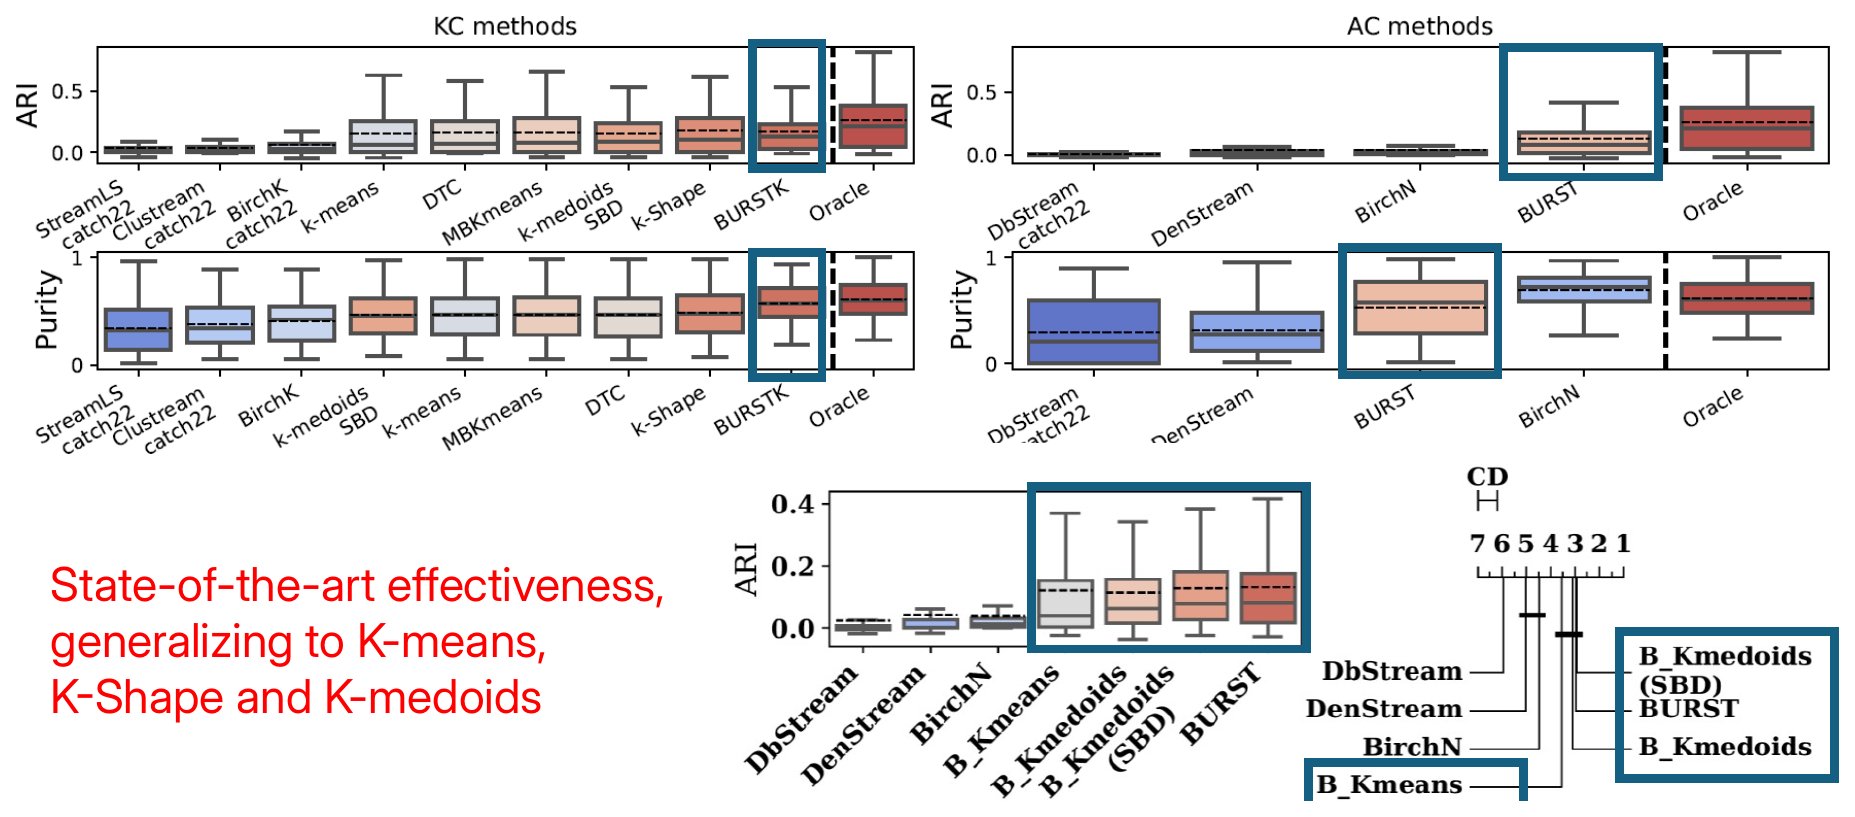 KC methods
AC methods
ARI
0.5
0.0
StreamLS
catch22
Clustream
catch22
BirchK
catch22
k-means
DTC
MBKmeans
k-medoids
SBD
k-Shape
BURSTK
Oracle
ARI
0.5
0.0
DbStream
catch22
DenStream
BirchN
BURST
Oracle
Purity
1
0
StreamLS
catch22
Clustream
catch22
BirchK
k-medoids
SBD
k-means
MBKmeans
DTC
k-Shape
BURSTK
Oracle
Purity
1
0
DbStream
atch22
DenStream
BURST
BirchN
Oracle
State-of-the-art effectiveness,
generalizing to K-means,
K-Shape and K-medoids
ARI
0.4
0.2
0.0
DbStream
DenStream
BirchN
B_Kmeans
B_Kmedoids
B_Kmedoids
(SBD)
BURST
CD
7 6 5 4 3 2 1
DbStream
DenStream
BirchN
B_Kmeans
B_Kmedoids
(SBD)
BURST
B_Kmedoids